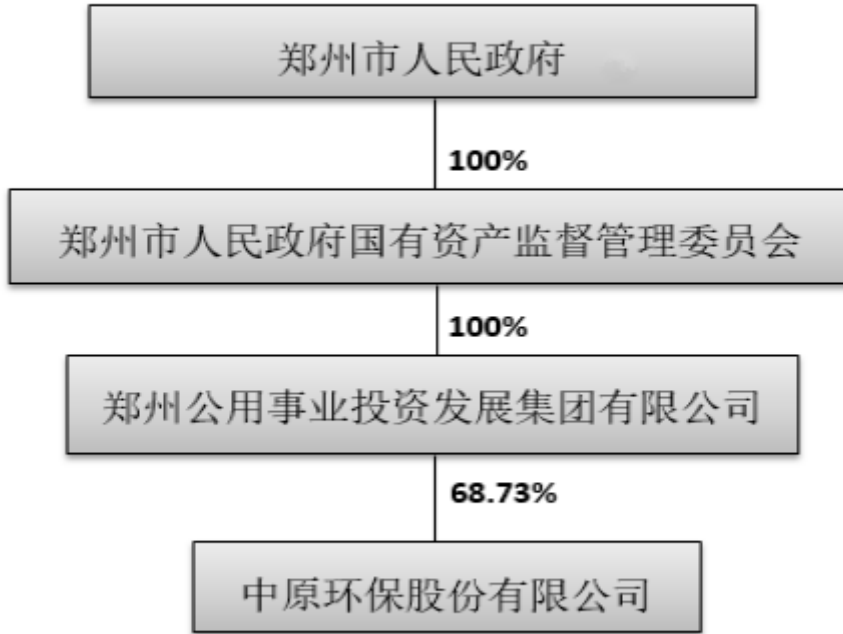 郑州市人民政府
100%
郑州市人民政府国有资产监督管理委员会
100%
郑州公用事业投资发展集团有限公司
68.73%
中原环保股份有限公司